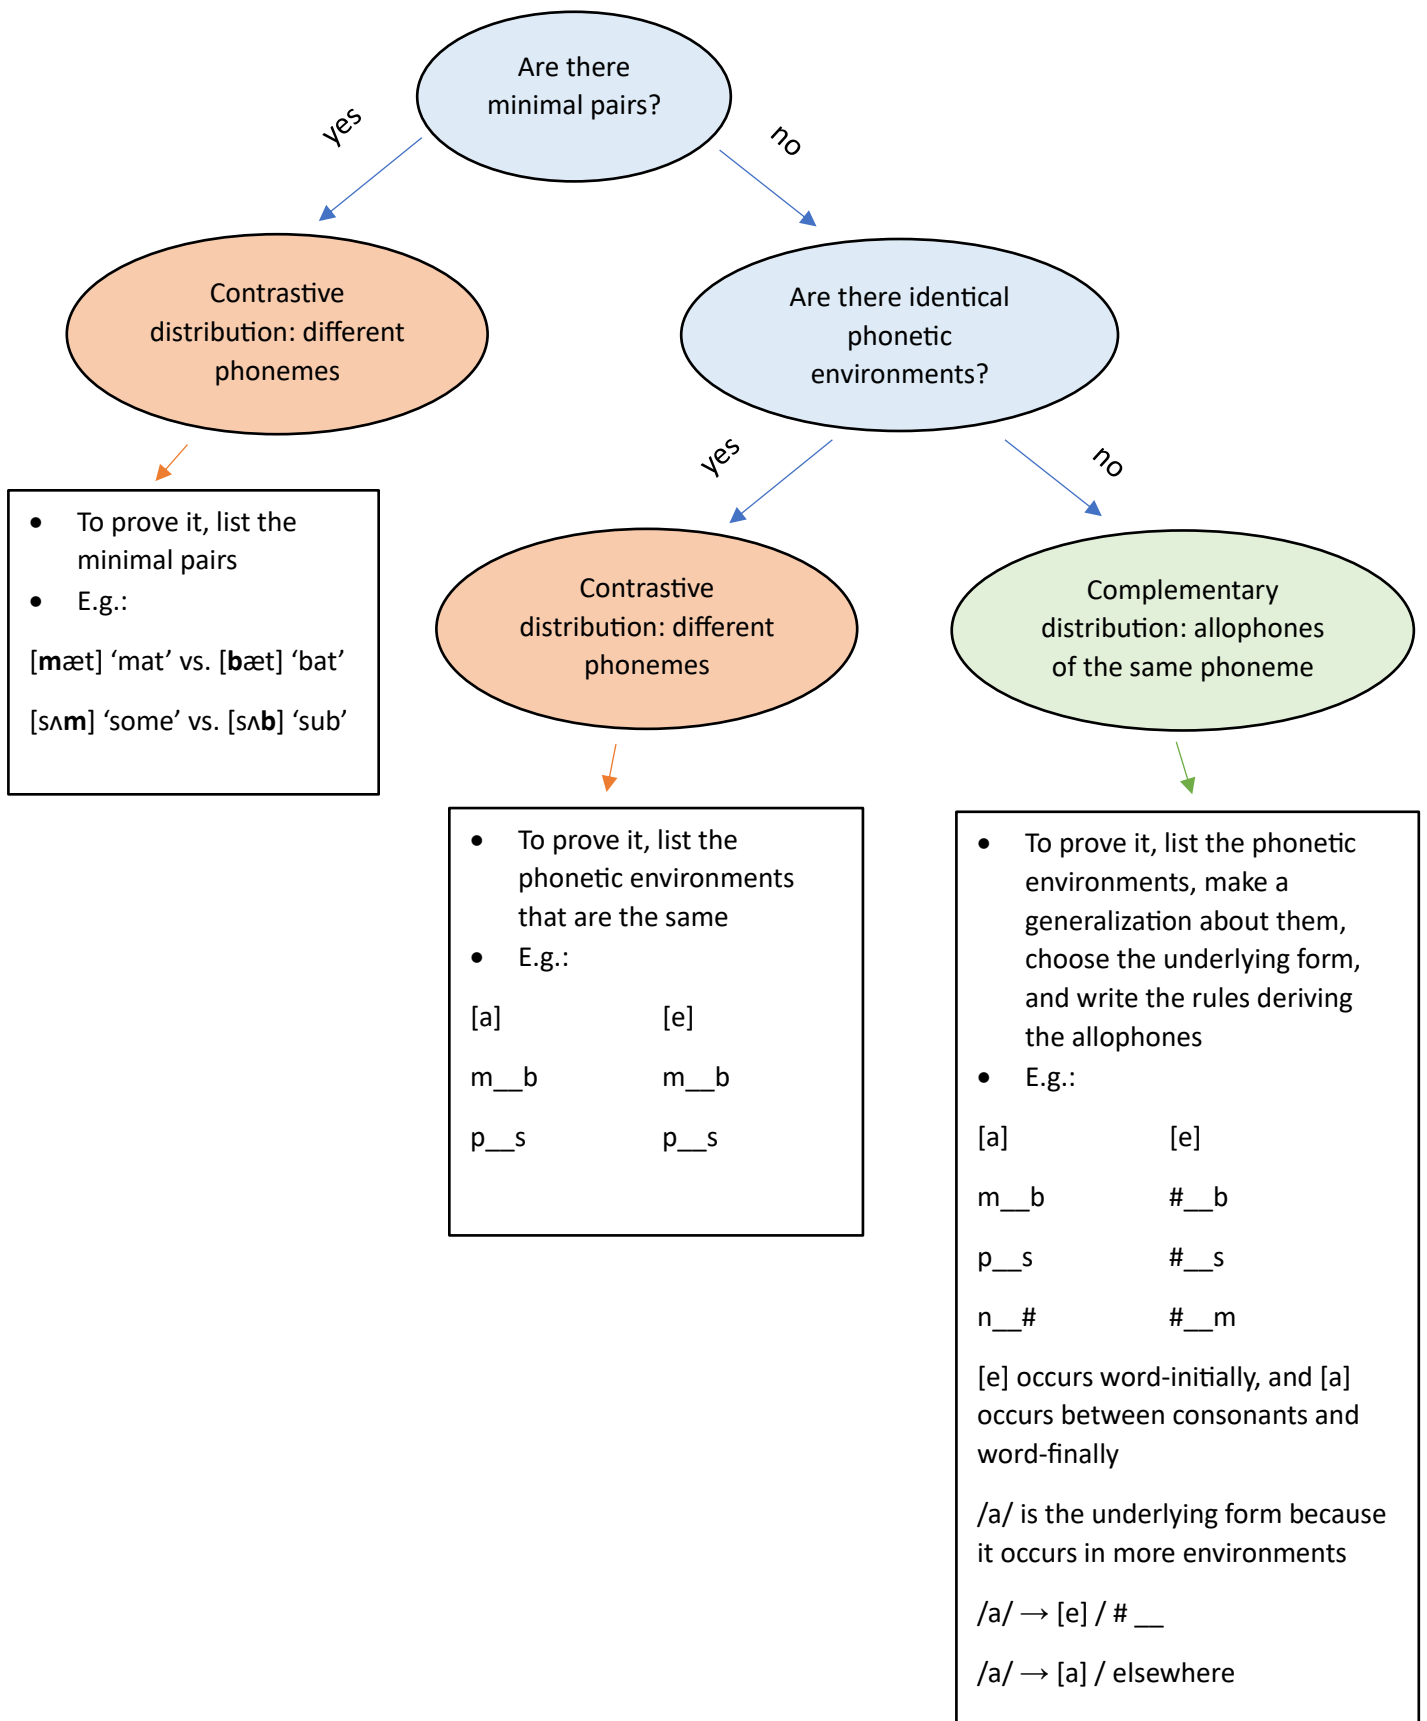 Are there
minimal pairs?
yes
no
Contrastive
distribution: different
phonemes
Are there identical
phonetic
environments?
yes
no
• To prove it, list the
minimal pairs
• E.g.:
[mæt] ‘mat’ vs. [bæt] ‘bat’
[sʌm] ‘some’ vs. [sʌb] ‘sub’
Contrastive
distribution: different
phonemes
Complementary
distribution: allophones
of the same phoneme
• To prove it, list the
phonetic environments
that are the same
• E.g.:
[a] [e]
m__b m__b
p__s p__s
• To prove it, list the phonetic
environments, make a
generalization about them,
choose the underlying form,
and write the rules deriving
the allophones
• E.g.:
[a] [e]
m__b #__b
p__s #__s
n__# #__m
[e] occurs word-initially, and [a]
occurs between consonants and
word-finally
/a/ is the underlying form because
it occurs in more environments
/a/ → [e] / # __
/a/ → [a] / elsewhere